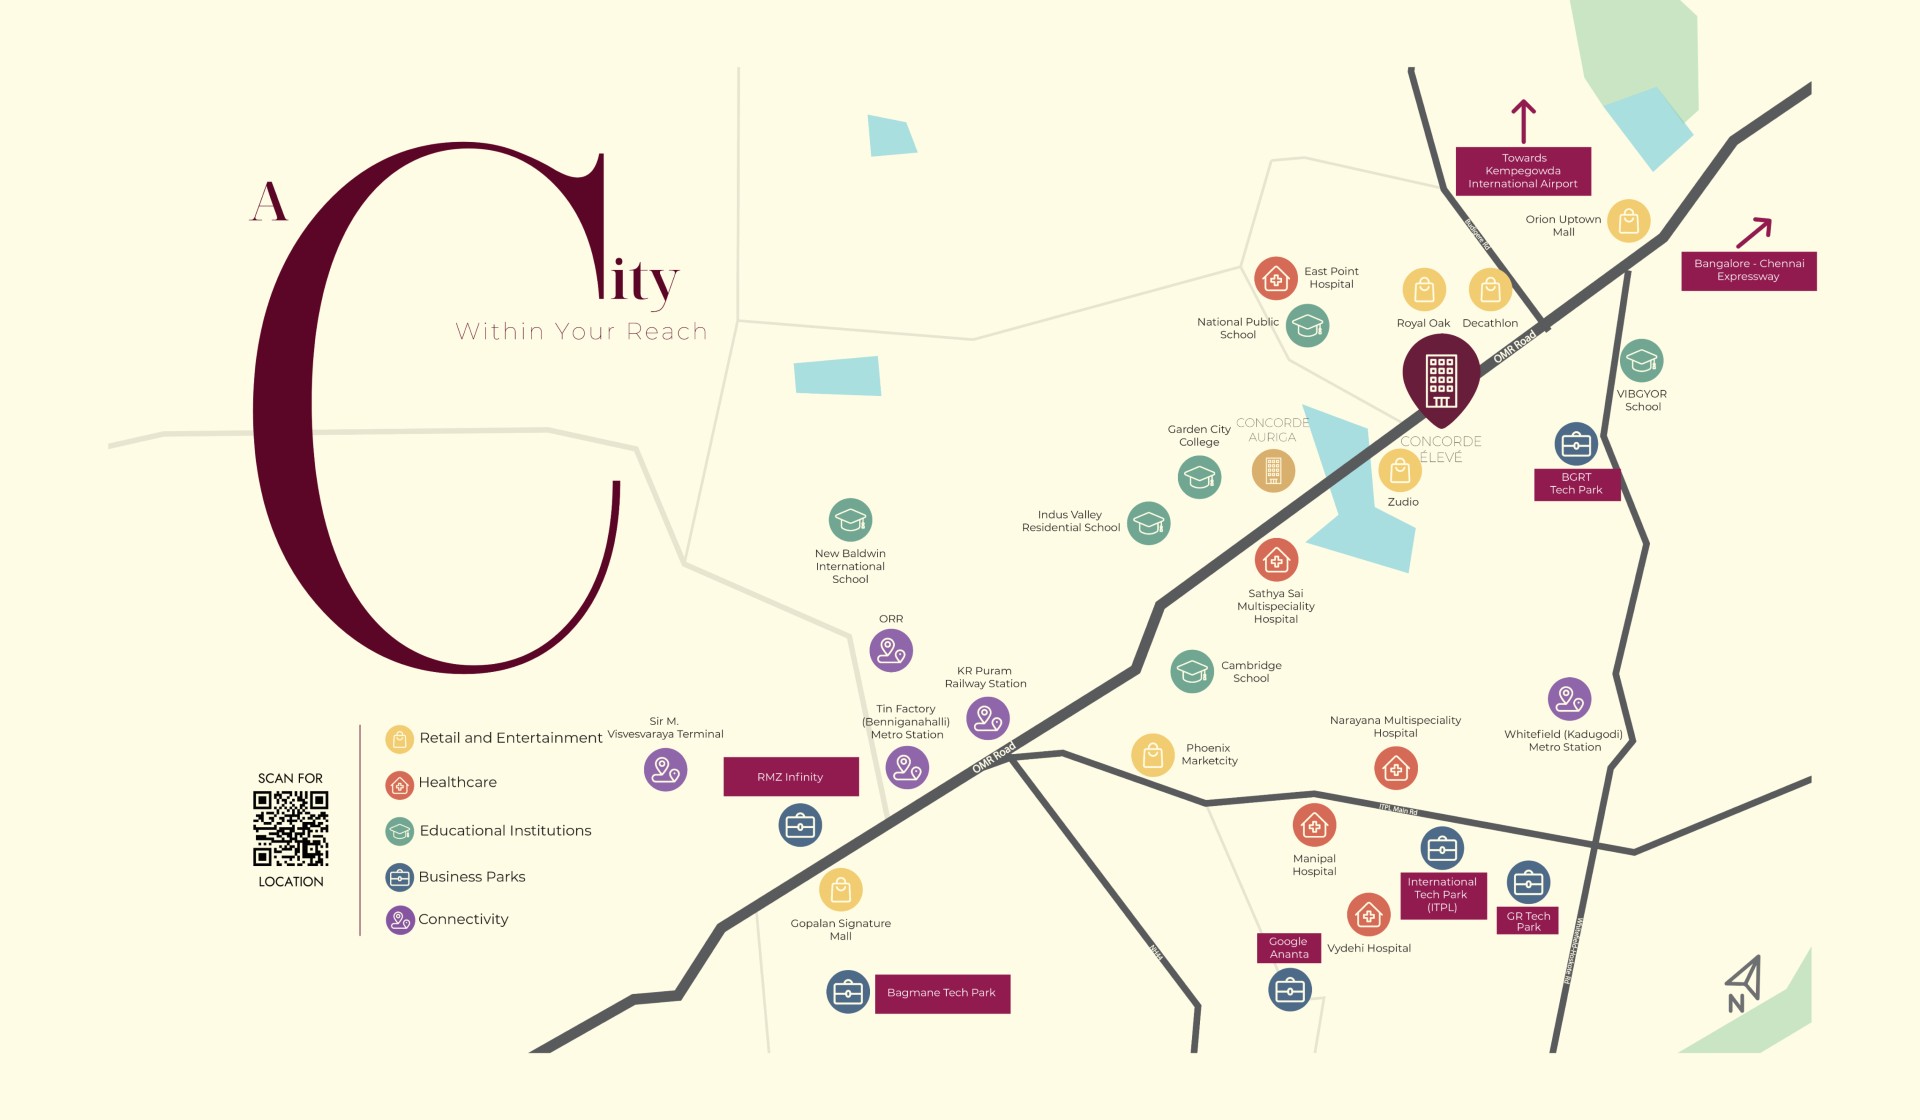 A
City
Within Your Reach
SCAN FOR
LOCATION
Retail and Entertainment
Healthcare
Educational Institutions
Business Parks
Connectivity
Towards
Kempegowda
International Airport
Orion Uptown
Mall
Bangalore - Chennai
Expressway
East Point
Hospital
National Public
School
Royal Oak
Decathlon
OMR Road
VIBGYOR
School
CONCORDE
AURIGA
CONCORDE
ÉLEVÉ
Garden City
College
Zudio
BGRT
Tech Park
Indus Valley
Residential School
New Baldwin
International
School
Sathya Sai
Multispeciality
Hospital
ORR
KR Puram
Railway Station
Cambridge
School
Tin Factory
(Benniganahalli)
Metro Station
Sir M.
Visvesvaraya Terminal
RMZ Infinity
OMR Road
Phoenix
Marketcity
Narayana Multispeciality
Hospital
Whitefield (Kadugodi)
Metro Station
ITPL Main Rd
Manipal
Hospital
International
Tech Park
(ITPL)
GR Tech
Park
Gopalan Signature
Mall
Vydehi Hospital
Google
Ananta
Bagmane Tech Park
N